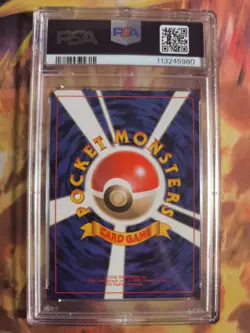 PSA
PSA
113245980
POCKET MONSTERS
CARD GAME